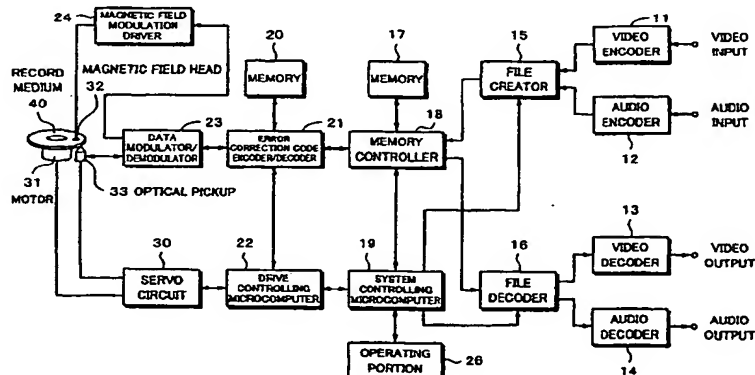 24
MAGNETIC FIELD
MODULATION
DRIVER
20
17
15
11
VIDEO
ENCODER
VIDEO
INPUT
MAGNETIC FIELD HEAD
MEMORY
MEMORY
FILE
CREATOR
RECORD
MEDIUM
32
40
23
21
18
AUDIO
ENCODER
AUDIO
INPUT
12
DATA
MODULATOR/
DEMODULATOR
ERROR
CORRECTION CODE
ENCODER/DECODER
MEMORY
CONTROLLER
31
MOTOR
33 OPTICAL PICKUP
13
30
22
19
16
VIDEO
DECODER
VIDEO
OUTPUT
SERVO
CIRCUIT
DRIVE
CONTROLLING
MICROCOMPUTER
SYSTEM
CONTROLLING
MICROCOMPUTER
FILE
DECODER
AUDIO
DECODER
AUDIO
OUTPUT
14
OPERATING
PORTION
26